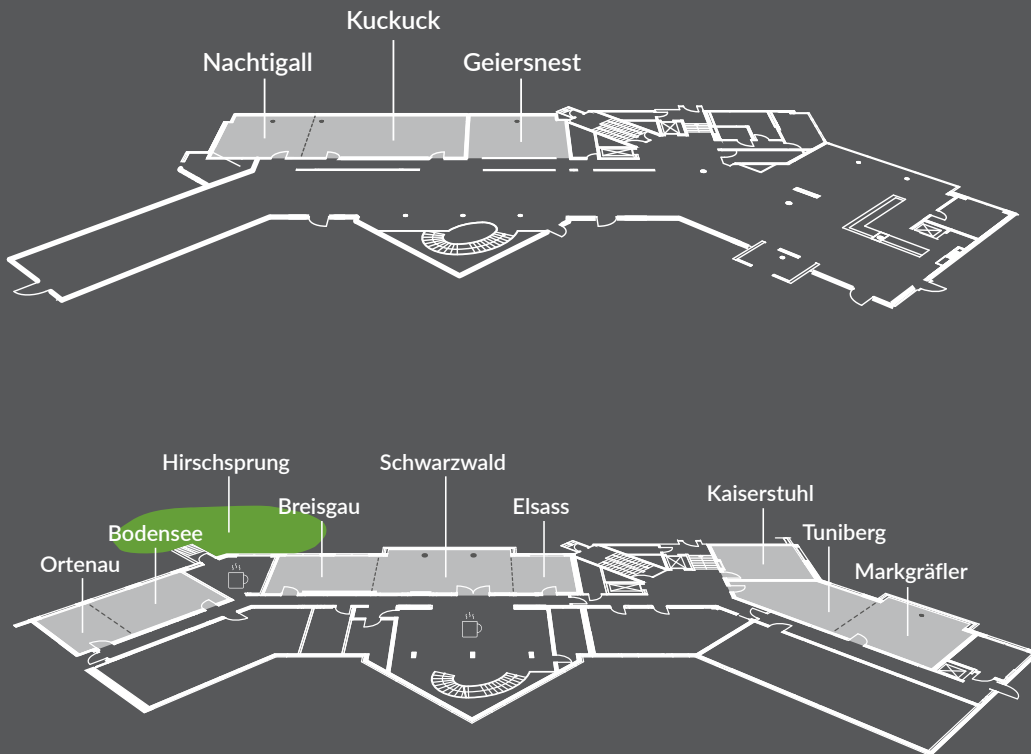 Kuckuck
Nachtigall
Geiersnest
Hirschsprung
Schwarzwald
Kaiserstuhl
Breisgau
Elsass
Bodensee
Tuniberg
Ortenau
Markgräfler